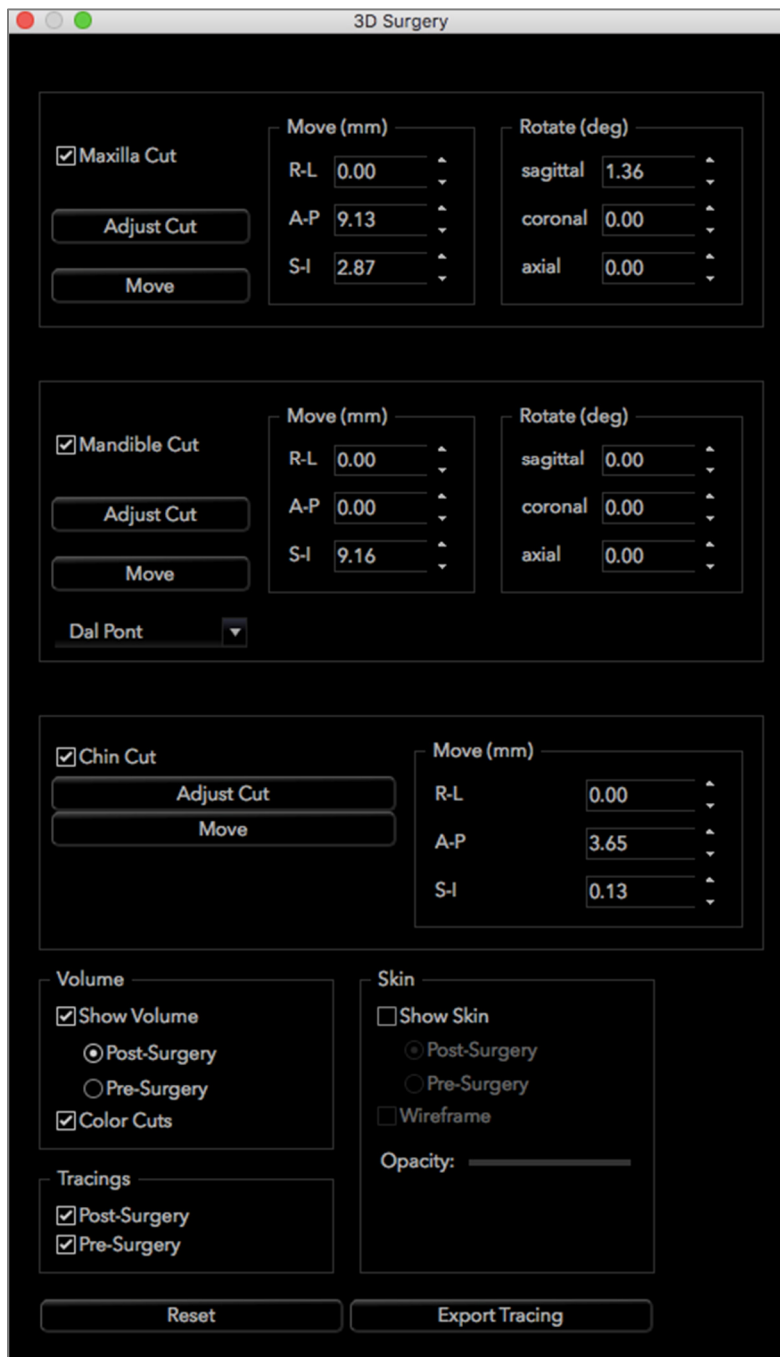 3D Surgery
Maxilla Cut
Adjust Cut
Move
Move (mm)
R-L 0.00
A-P 9.13
S-I 2.87
Rotate (deg)
sagittal 1.36
coronal 0.00
axial 0.00
Mandible Cut
Adjust Cut
Move
Dal Pont
Move (mm)
R-L 0.00
A-P 0.00
S-I 9.16
Rotate (deg)
sagittal 0.00
coronal 0.00
axial 0.00
Chin Cut
Adjust Cut
Move
Move (mm)
R-L 0.00
A-P 3.65
S-I 0.13
Volume
Show Volume
Post-Surgery
Pre-Surgery
Color Cuts
Skin
Show Skin
Post-Surgery
Pre-Surgery
Wireframe
Opacity:
Tracings
Post-Surgery
Pre-Surgery
Reset
Export Tracing